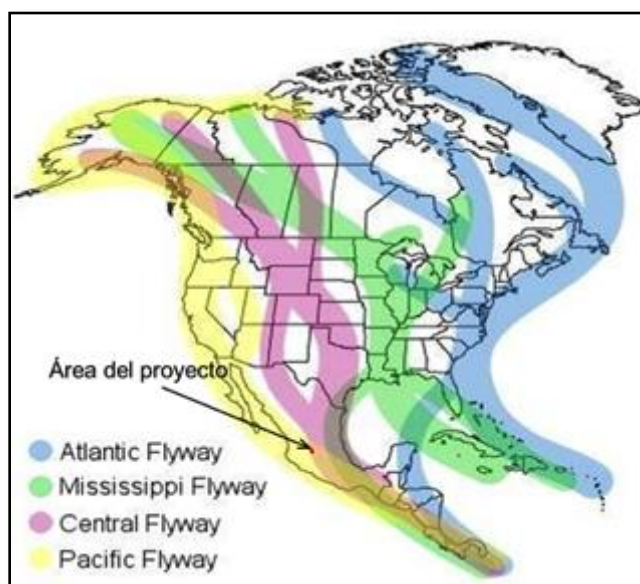 Área del proyecto
Atlantic Flyway
Mississippi Flyway
Central Flyway
Pacific Flyway